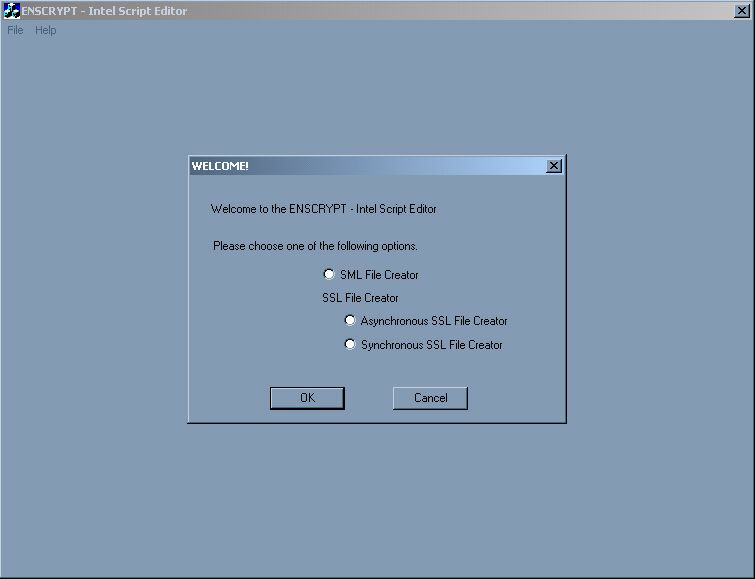 ENSCRYPT - Intel Script Editor
File Help
WELCOME!
Welcome to the ENSCRYPT - Intel Script Editor
Please choose one of the following options.
SML File Creator
SSL File Creator
Asynchronous SSL File Creator
Synchronous SSL File Creator
OK Cancel